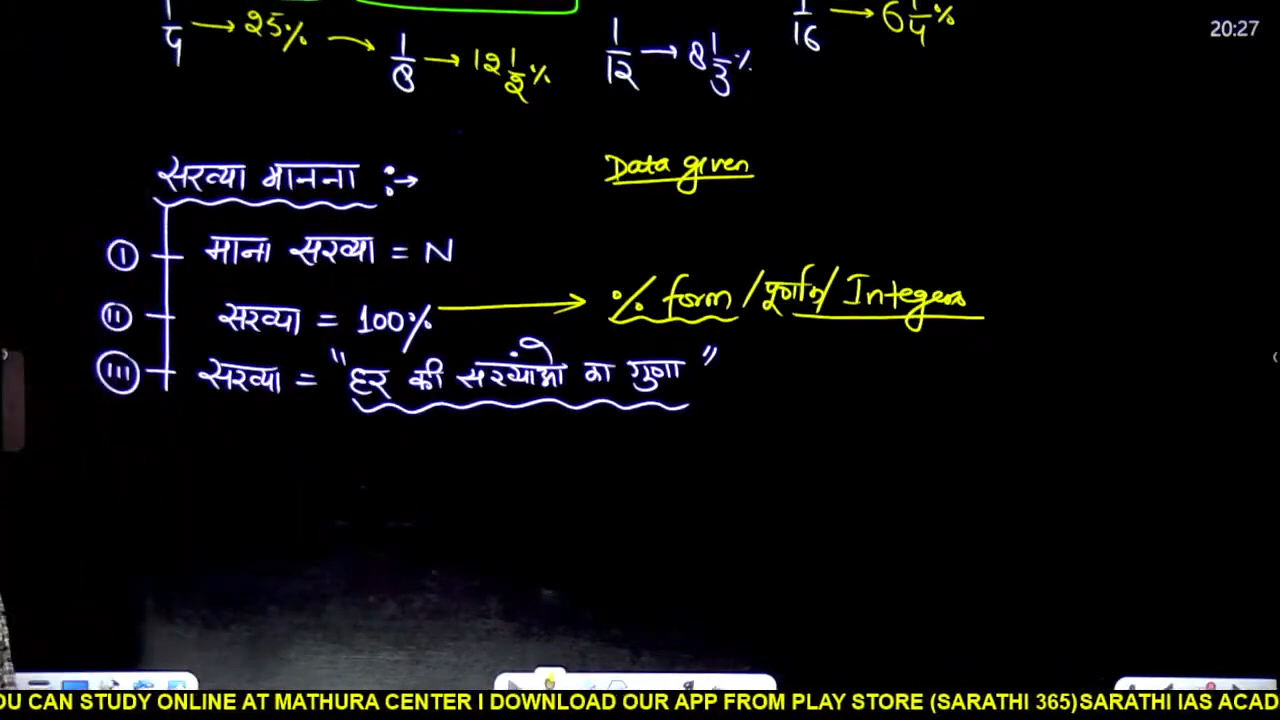 1/4 → 25% → 1/8 → 12 1/2 % 1/12 → 8 1/3 % 1/16 → 6 1/4 %
20:27
संख्या मानना :→ Data given
① माना संख्या = N
② संख्या = 100% → % form / पूर्णांक / Integers
③ संख्या = "हर की संख्याओं का गुणा"
OU CAN STUDY ONLINE AT MATHURA CENTER I DOWNLOAD OUR APP FROM PLAY STORE (SARATHI 365)SARATHI IAS ACAD